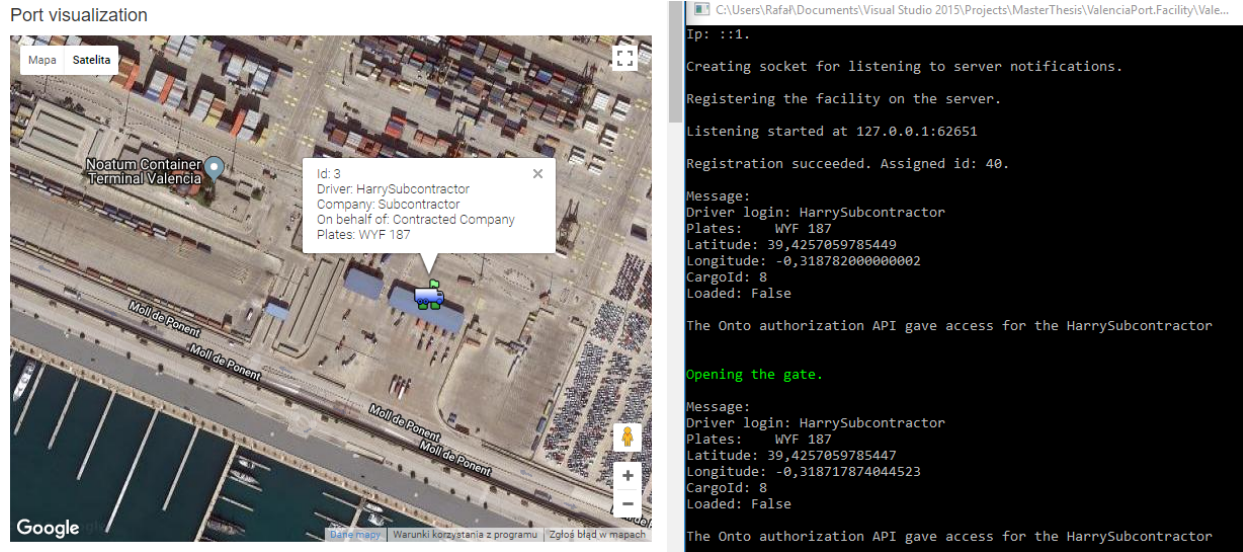 Port visualization
Mapa Satelita
Noatum Container
Terminal Valencia
Id: 3
Driver: HarrySubcontractor
Company: Subcontractor
On behalf of: Contracted Company
Plates: WYF 187
Moll de Ponent
Moll de Ponent
Moll de Ponent
Moll de Ponent
Google
Dane mapy Warunki korzystania z programu Zgłoś błąd w mapach
C:\Users\Rafał\Documents\Visual Studio 2015\Projects\MasterThesis\ValenciaPort.Facility\Vale...
Ip: ::1.
Creating socket for listening to server notifications.
Registering the facility on the server.
Listening started at 127.0.0.1:62651
Registration succeeded. Assigned id: 40.
Message:
Driver login: HarrySubcontractor
Plates: WYF 187
Latitude: 39,4257059785449
Longitude: -0,318782000000002
CargoId: 8
Loaded: False
The Onto authorization API gave access for the HarrySubcontractor
Opening the gate.
Message:
Driver login: HarrySubcontractor
Plates: WYF 187
Latitude: 39,4257059785447
Longitude: -0,318717874044523
CargoId: 8
Loaded: False
The Onto authorization API gave access for the HarrySubcontractor